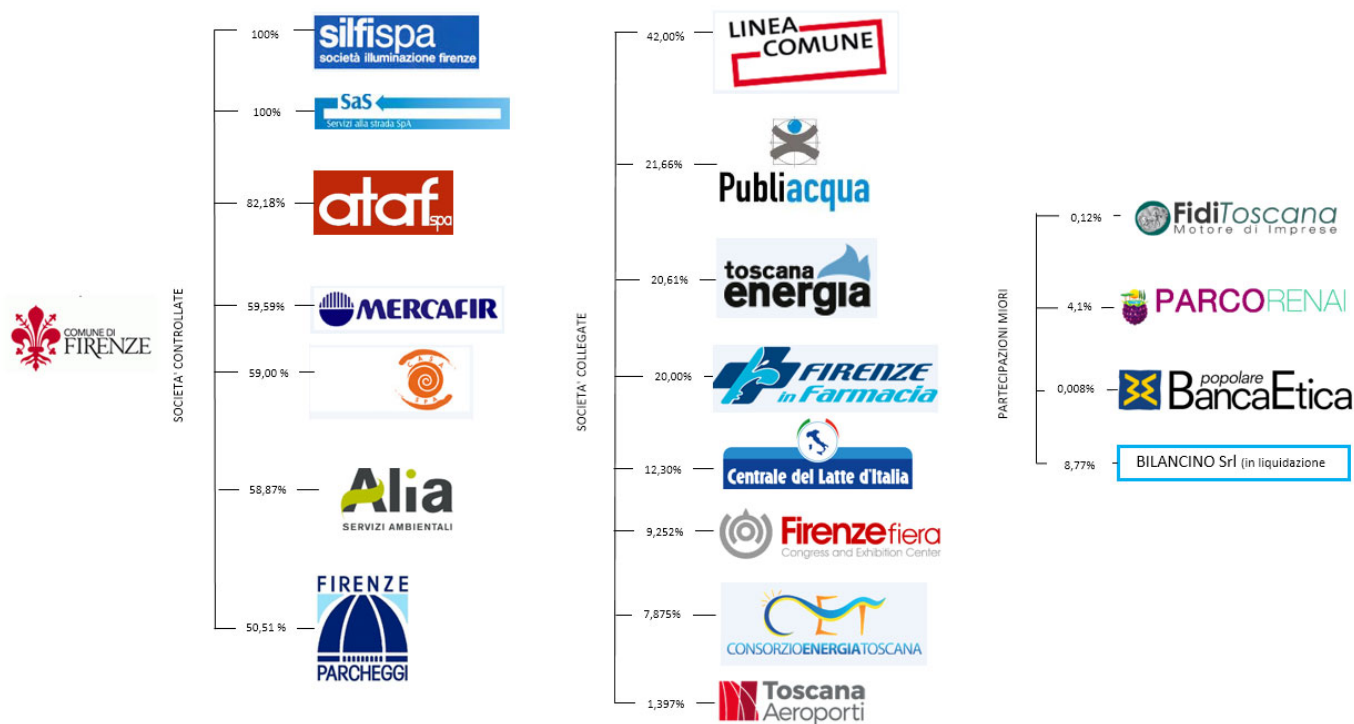 COMUNE DI
FIRENZE
SOCIETA' CONTROLLATE
100%
silfispa
società illuminazione firenze
100%
SaS
Servizi alla strada SpA
82,18%
ataf spa
59,59%
MERCAFIR
59,00 %
CASA
SPA
58,87%
Alia
SERVIZI AMBIENTALI
50,51 %
FIRENZE
PARCHEGGI
SOCIETA' COLLEGATE
42,00%
LINEA
COMUNE
21,66%
Publiacqua
20,61%
toscana
energia
20,00%
FIRENZE
in Farmacia
12,30%
Centrale del Latte d'Italia
9,252%
Firenzefiera
Congress and Exhibition Center
7,875%
CET
CONSORZIOENERGIATOSCANA
1,397%
Toscana
Aeroporti
PARTECIPAZIONI MIORI
0,12%
FidiToscana
Motore di Imprese
4,1%
PARCORENAI
0,008%
popolare
BancaEtica
8,77%
BILANCINO Srl (in liquidazione